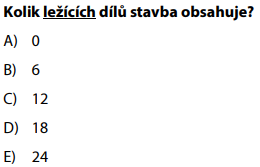 Kolik ležících dílů stavba obsahuje?
A) 0
B) 6
C) 12
D) 18
E) 24